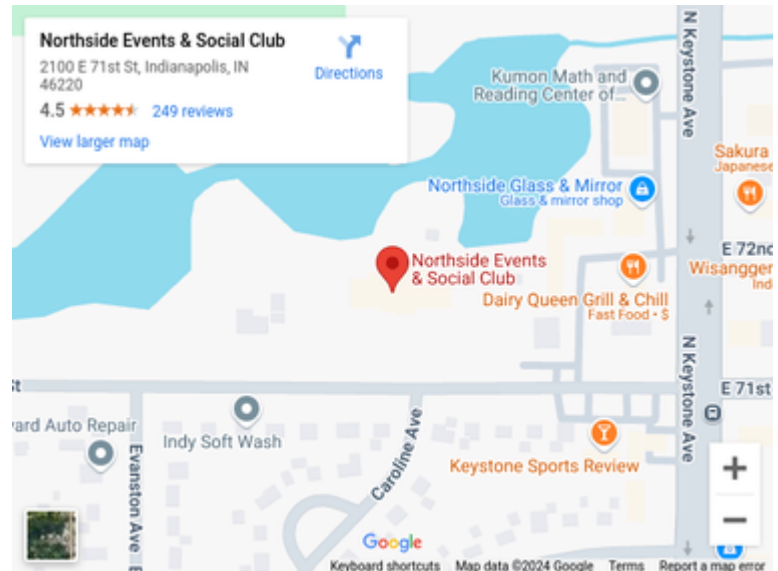 Northside Events & Social Club
2100 E 71st St, Indianapolis, IN
46220
4.5
249 reviews
View larger map
Directions
N Keystone Ave
Kumon Math and
Reading Center of...
Sakura
Japanese
Northside Glass & Mirror
Glass & mirror shop
E 72nd
Northside Events
& Social Club
Wisangger
Ind
Dairy Queen Grill & Chill
Fast Food • $
N Keystone Ave
St
E 71st
ard Auto Repair
Indy Soft Wash
Evanston Ave
E
Caroline Ave
Keystone Sports Review
N Keystone Ave
+
−
Google
Keyboard shortcuts
Map data ©2024 Google
Terms
Report a map error